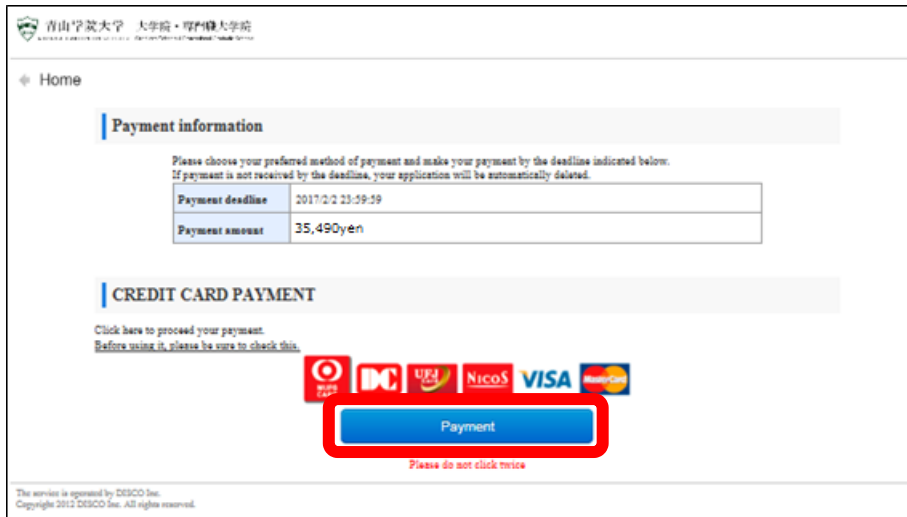 青山学院大学 大学院・専門職大学院
Home
Payment information
Please choose your preferred method of payment and make your payment by the deadline indicated below.
If payment is not received by the deadline, your application will be automatically deleted.
Payment deadline 2017/2/2 23:59:59
Payment amount 35,490yen
CREDIT CARD PAYMENT
Click here to proceed your payment.
Before using it, please be sure to check this.
MUFG CARD DC UFJ Card NICOS VISA MasterCard
Payment
Please do not click twice
The service is operated by DISCO Inc.
Copyright 2012 DISCO Inc. All rights reserved.